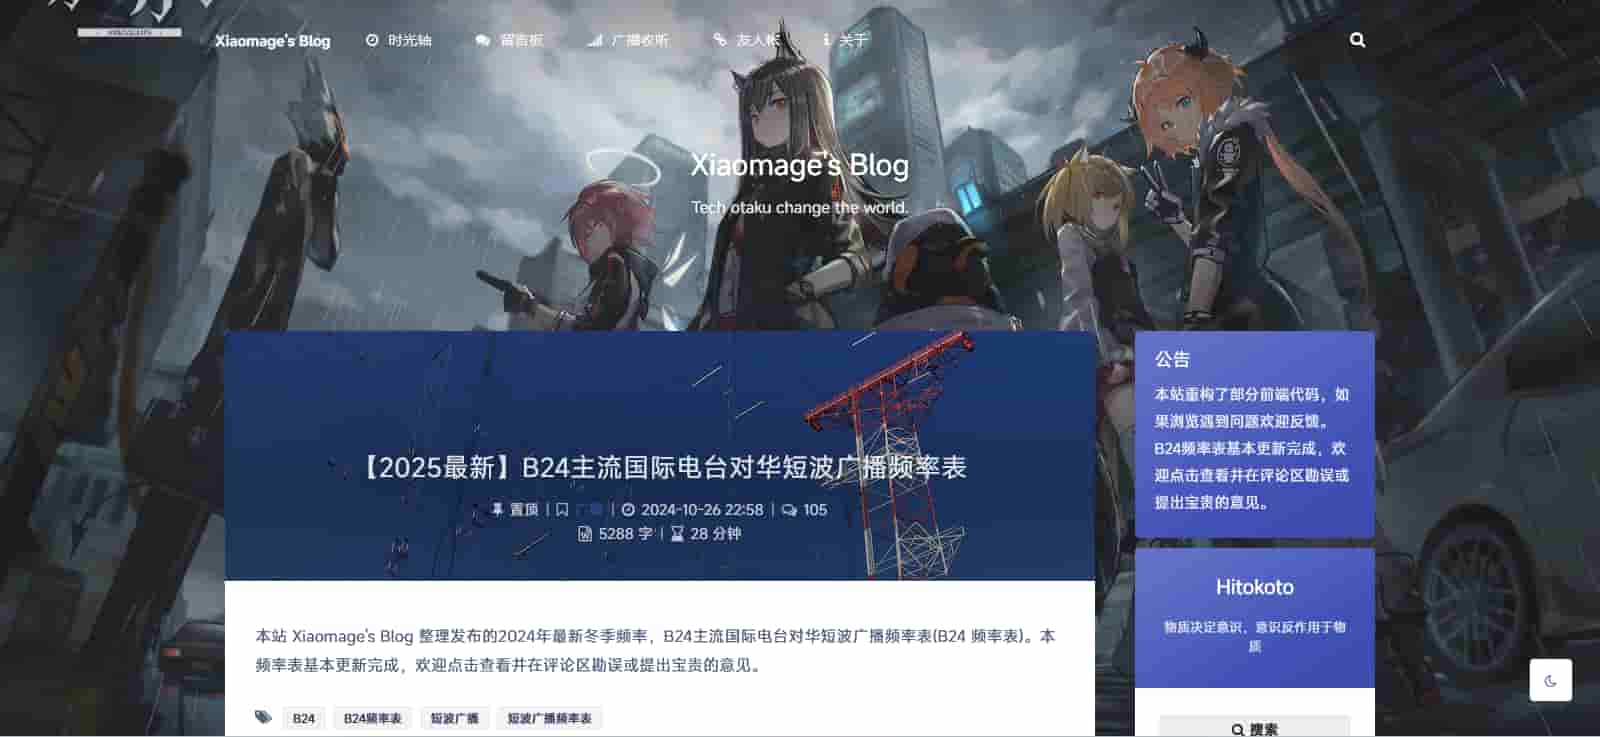 Xiaomage's Blog 时光轴 留言板 广播收听 友人帐 关于
Xiaomage's Blog
Tech otaku change the world.
【2025最新】B24主流国际电台对华短波广播频率表
置顶 | 广播 | 2024-10-26 22:58 | 105
5288 字 | 28 分钟
本站 Xiaomage's Blog 整理发布的2024年最新冬季频率，B24主流国际电台对华短波广播频率表(B24 频率表)。本
频率表基本更新完成，欢迎点击查看并在评论区勘误或提出宝贵的意见。
B24 B24频率表 短波广播 短波广播频率表
公告
本站重构了部分前端代码，如
果浏览遇到问题欢迎反馈。
B24频率表基本更新完成，欢
迎点击查看并在评论区勘误或
提出宝贵的意见。
Hitokoto
物质决定意识，意识反作用于物
质
搜索